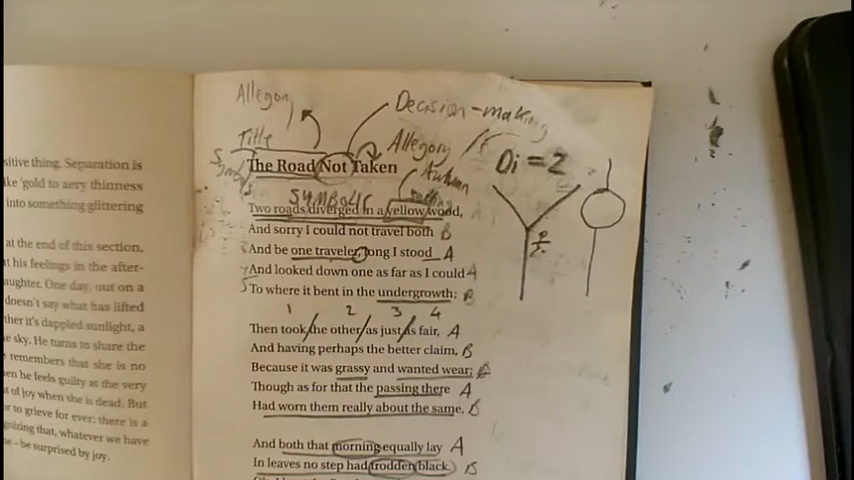 sitive thing. Separation is
ike 'gold to aery thinness
into something glittering
at the end of this section,
t his feelings in the after-
aughter. One day, out on a
doesn't say what has lifted
ther it's dappled sunlight, a
e sky. He turns to share the
remembers that she is no
en he feels guilty at the very
t of joy when she is dead. But
r to grieve for ever: there is a
gnizing that, whatever we have
e – be surprised by joy.
Allegory
Decision-making
Title
Allegory
Di = 2
The Road Not Taken
Autumn
SYMBOLIC
Two roads diverged in a yellow wood,
And sorry I could not travel both B
3 And be one traveler, long I stood A
4 And looked down one as far as I could A
5 To where it bent in the undergrowth; B
1 2 3 4
Then took/the other/as just/as fair, A
And having perhaps the better claim, B
Because it was grassy and wanted wear; A
Though as for that the passing there A
Had worn them really about the same, B
And both that morning equally lay A
In leaves no step had trodden black. B